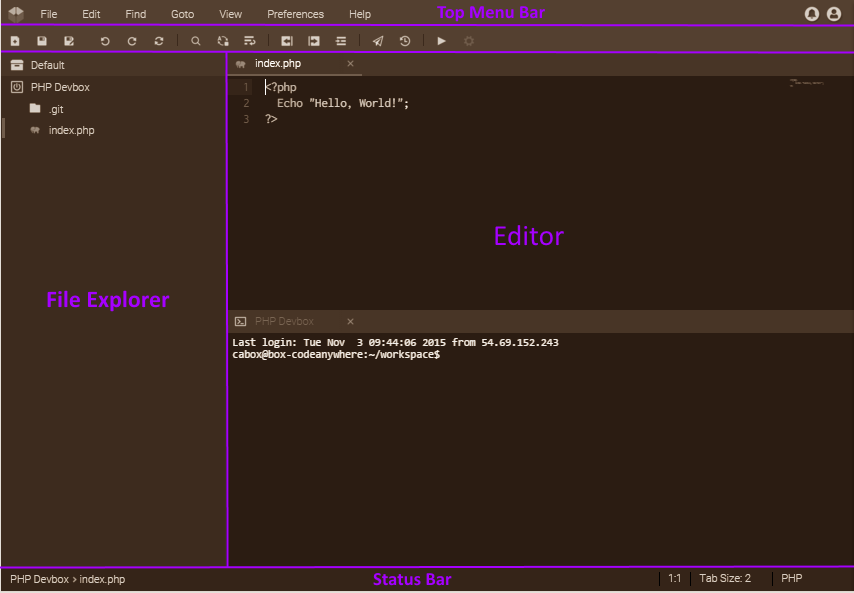 File Edit Find Goto View Preferences Help Top Menu Bar
Default
PHP Devbox
.git
index.php
File Explorer
index.php ×
1 <?php
2 Echo "Hello, World!";
3 ?>
Editor
PHP Devbox ×
Last login: Tue Nov  3 09:44:06 2015 from 54.69.152.243
cabox@box-codeanywhere:~/workspace$
PHP Devbox > index.php Status Bar 1:1 Tab Size: 2 PHP